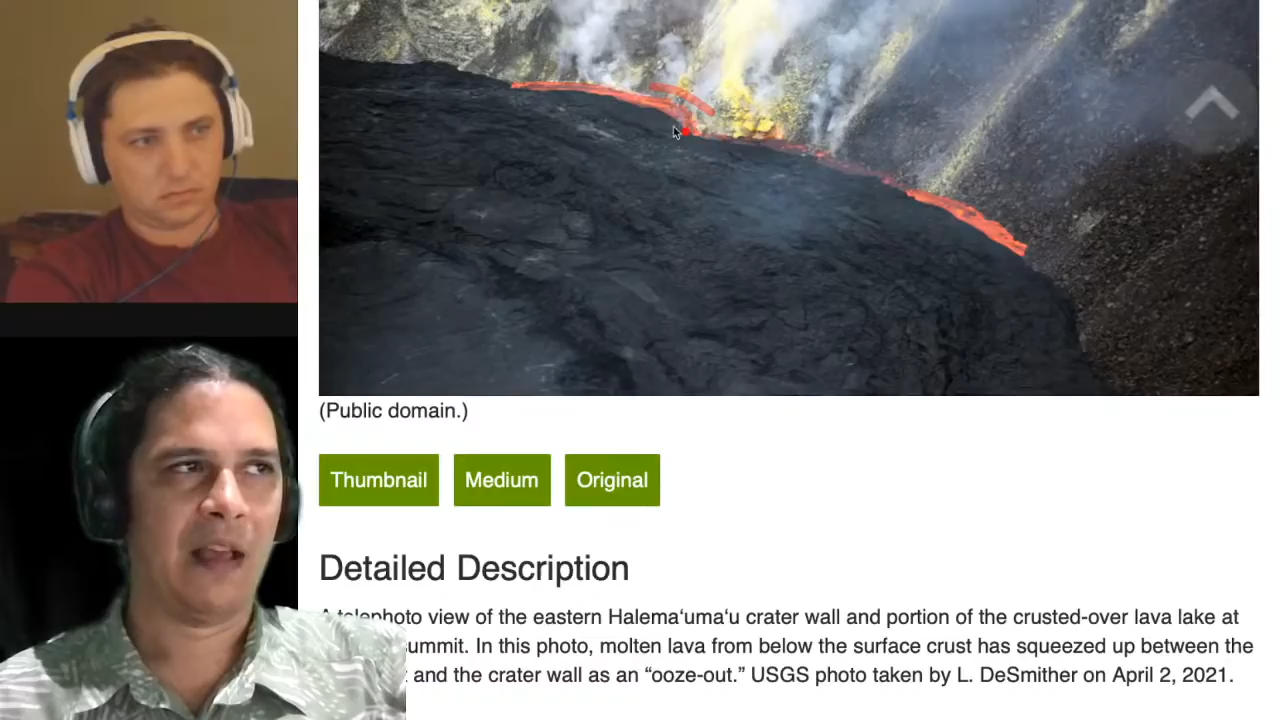 (Public domain.)
Thumbnail Medium Original
Detailed Description
A telephoto view of the eastern Halemaʻumaʻu crater wall and portion of the crusted-over lava lake at
summit. In this photo, molten lava from below the surface crust has squeezed up between the
and the crater wall as an “ooze-out.” USGS photo taken by L. DeSmither on April 2, 2021.